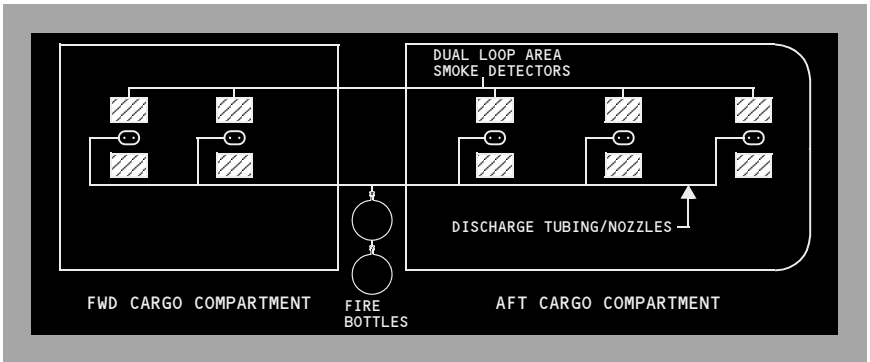 DUAL LOOP AREA
SMOKE DETECTORS
DISCHARGE TUBING/NOZZLES
FWD CARGO COMPARTMENT
FIRE
BOTTLES
AFT CARGO COMPARTMENT